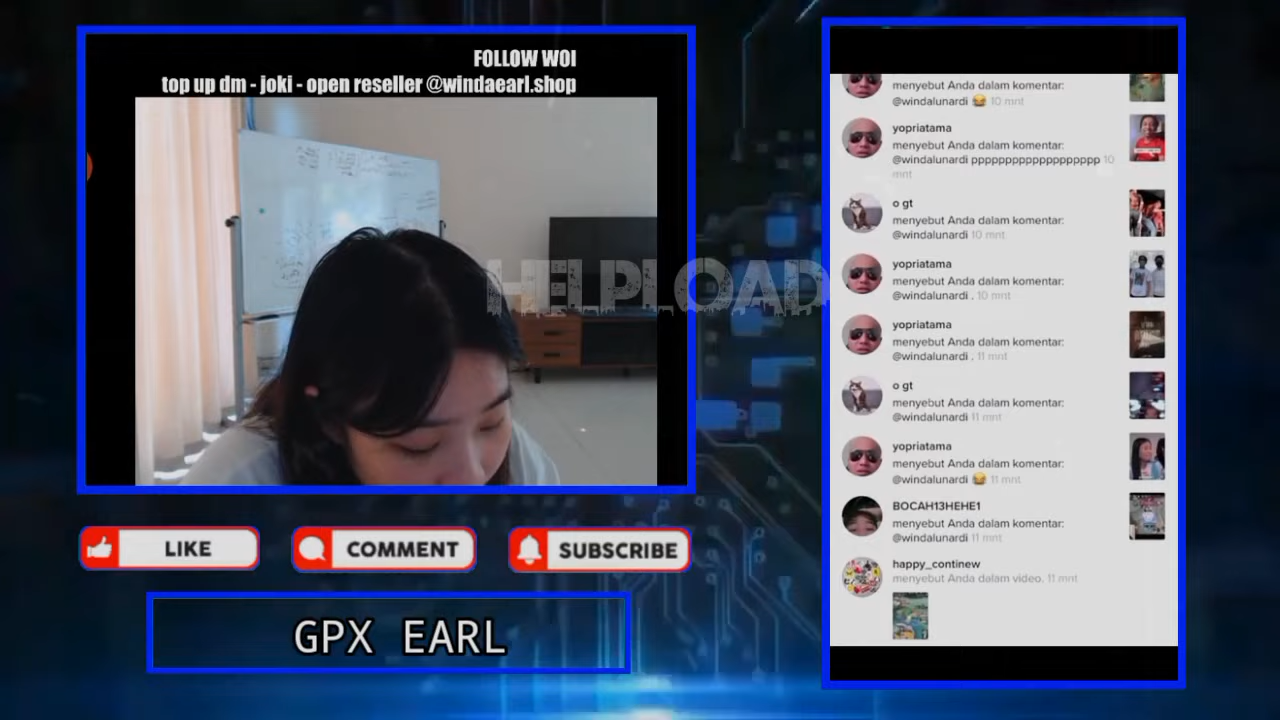 FOLLOW WOI
top up dm - joki - open reseller @windaearl.shop
HELPLOAD
LIKE
COMMENT
SUBSCRIBE
GPX EARL
menyebut Anda dalam komentar:
@windalunardi 😂 10 mnt
yopriatama
menyebut Anda dalam komentar:
@windalunardi ppppppppppppppppppp 10
mnt
o gt
menyebut Anda dalam komentar:
@windalunardi 10 mnt
yopriatama
menyebut Anda dalam komentar:
@windalunardi . 10 mnt
yopriatama
menyebut Anda dalam komentar:
@windalunardi . 11 mnt
o gt
menyebut Anda dalam komentar:
@windalunardi 11 mnt
yopriatama
menyebut Anda dalam komentar:
@windalunardi 😂 11 mnt
BOCAH13HEHE1
menyebut Anda dalam komentar:
@windalunardi 11 mnt
happy_continew
menyebut Anda dalam video. 11 mnt